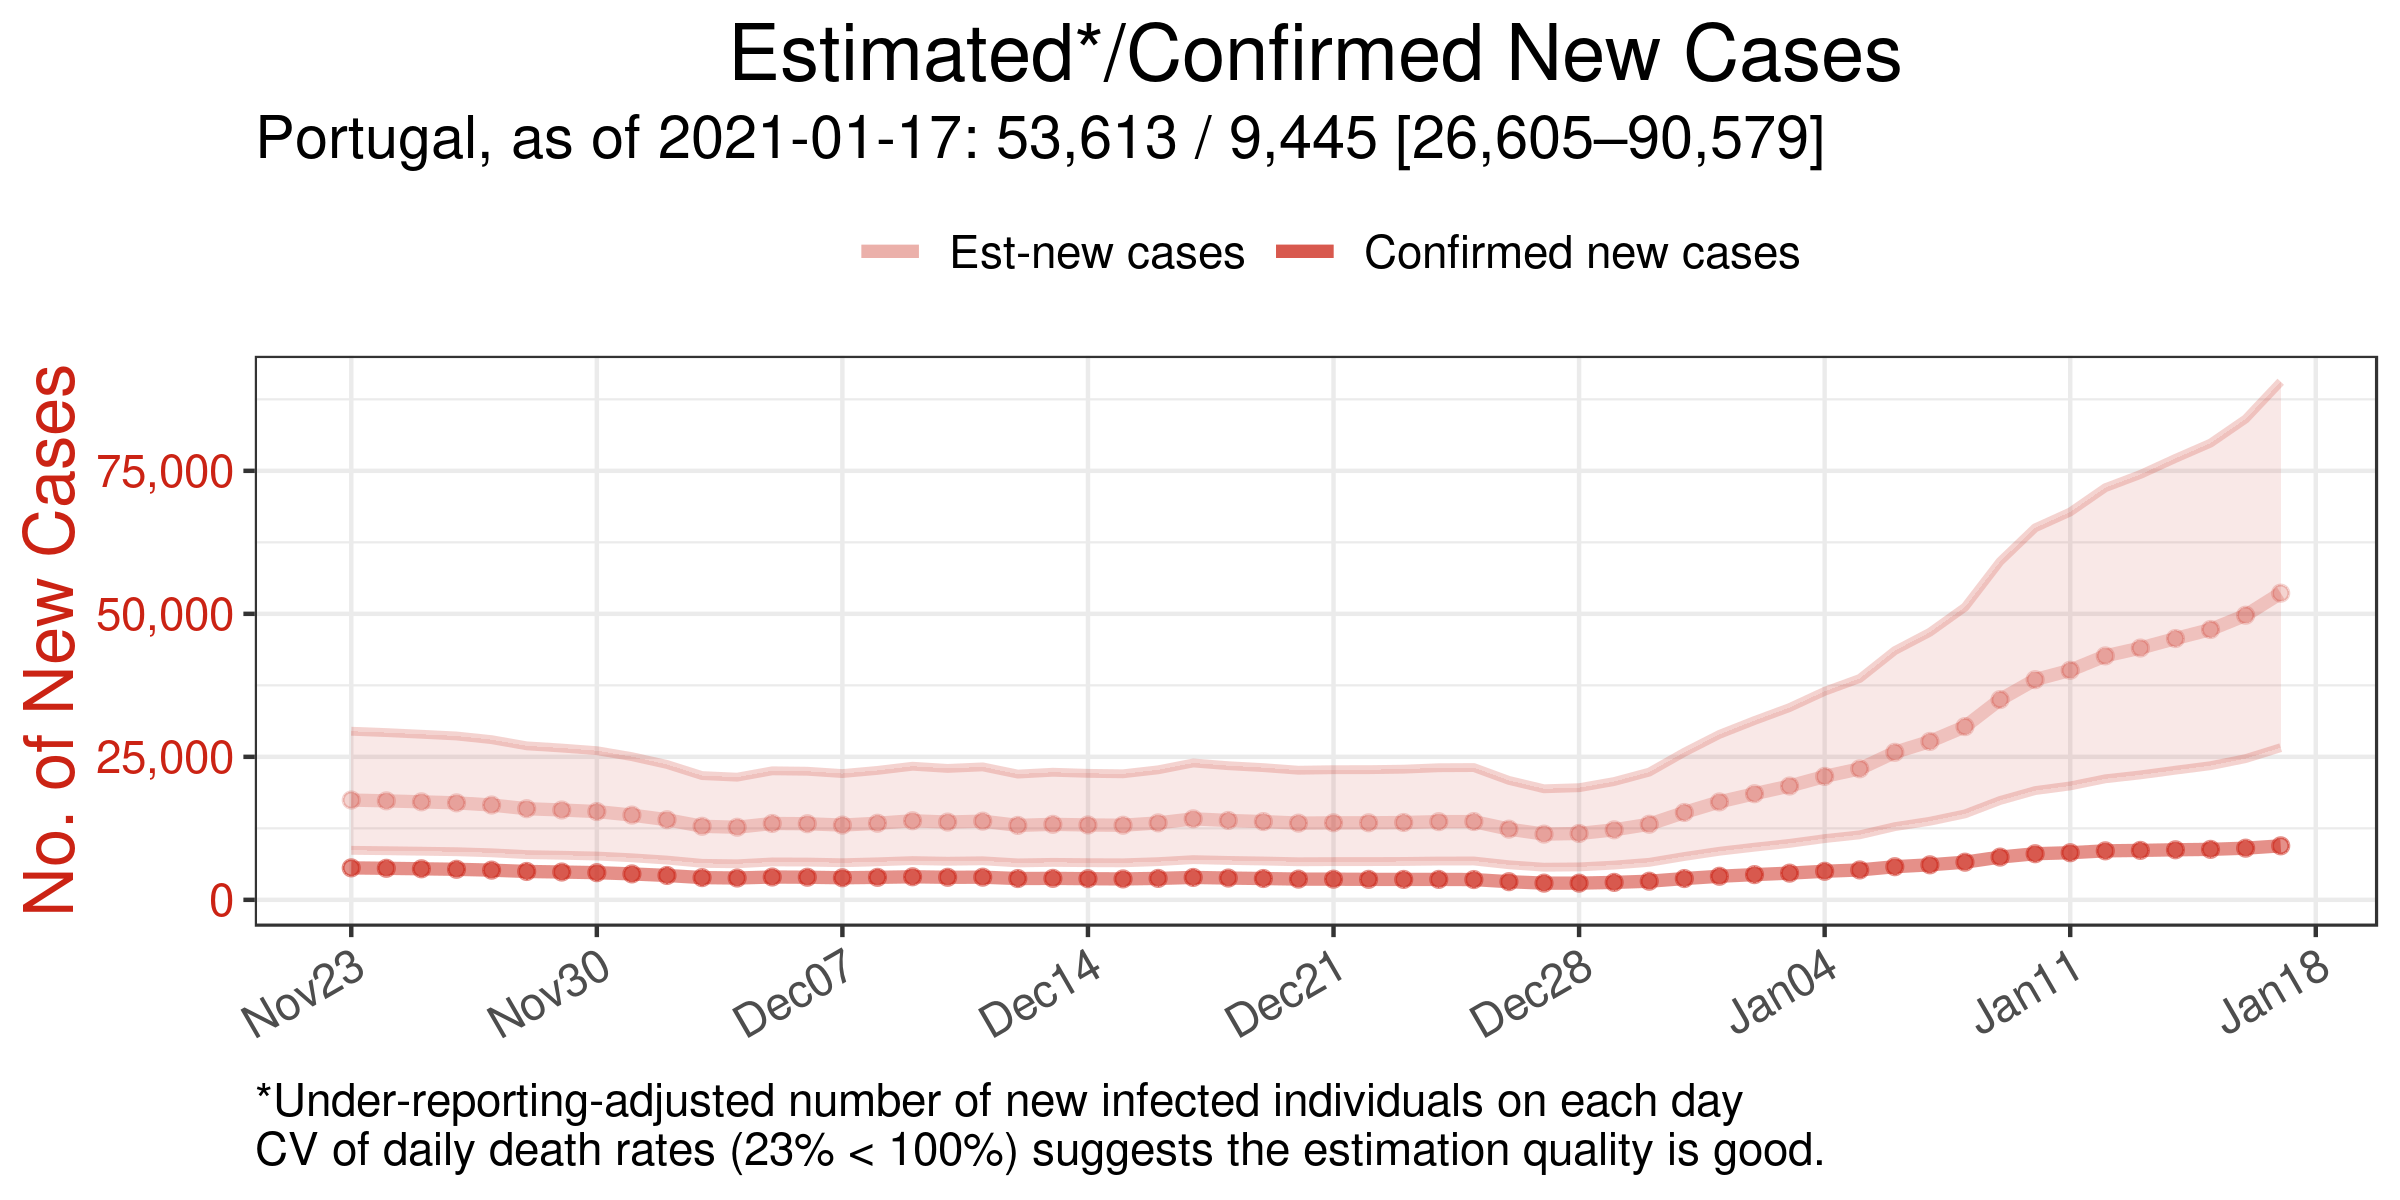 Estimated*/Confirmed New Cases
Portugal, as of 2021-01-17: 53,613 / 9,445 [26,605–90,579]
Est-new cases
Confirmed new cases
No. of New Cases
75,000
50,000
25,000
0
Nov23
Nov30
Dec07
Dec14
Dec21
Dec28
Jan04
Jan11
Jan18
*Under-reporting-adjusted number of new infected individuals on each day
CV of daily death rates (23% < 100%) suggests the estimation quality is good.